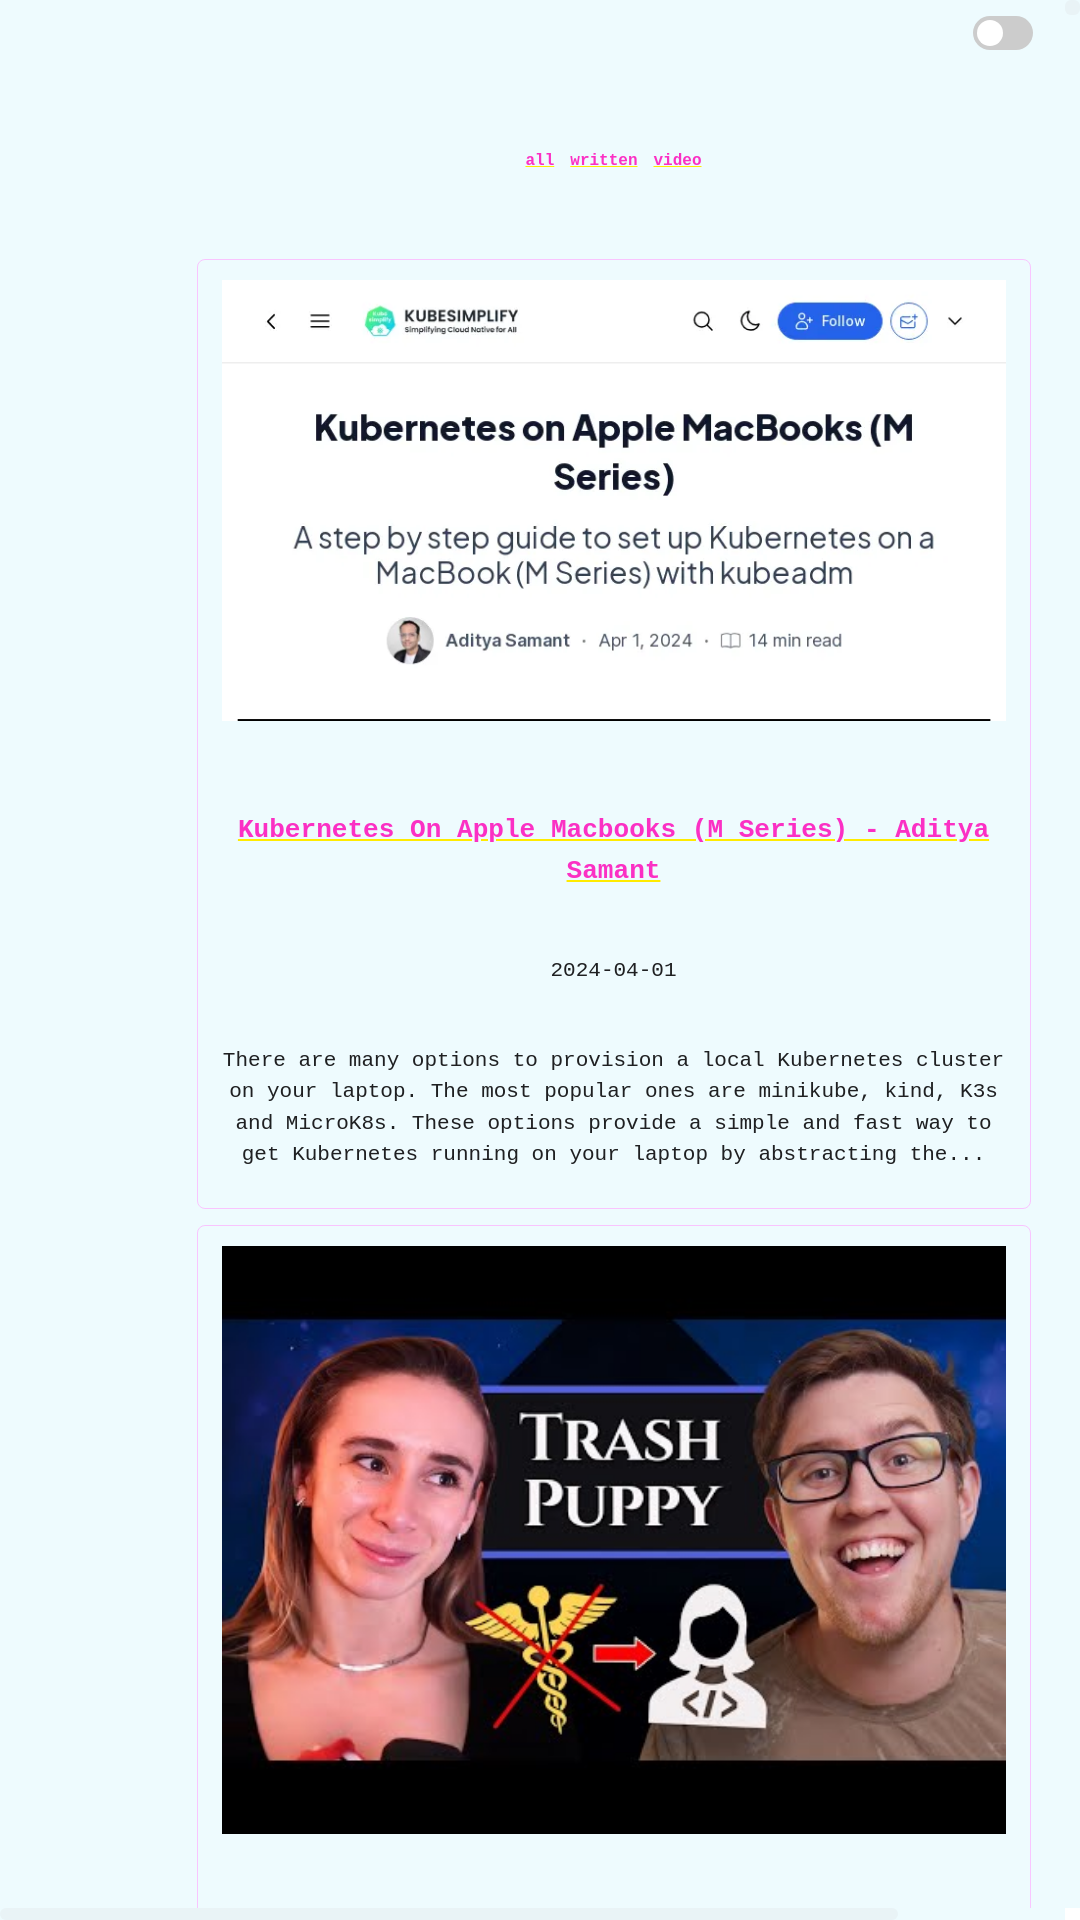 all written video
KUBESIMPLIFY
Simplifying Cloud Native for All
Follow
Kubernetes on Apple MacBooks (M
Series)
A step by step guide to set up Kubernetes on a
MacBook (M Series) with kubeadm
Aditya Samant · Apr 1, 2024 · 14 min read
Kubernetes On Apple Macbooks (M Series) - Aditya
Samant
2024-04-01
There are many options to provision a local Kubernetes cluster
on your laptop. The most popular ones are minikube, kind, K3s
and MicroK8s. These options provide a simple and fast way to
get Kubernetes running on your laptop by abstracting the...
TRASH
PUPPY
</>